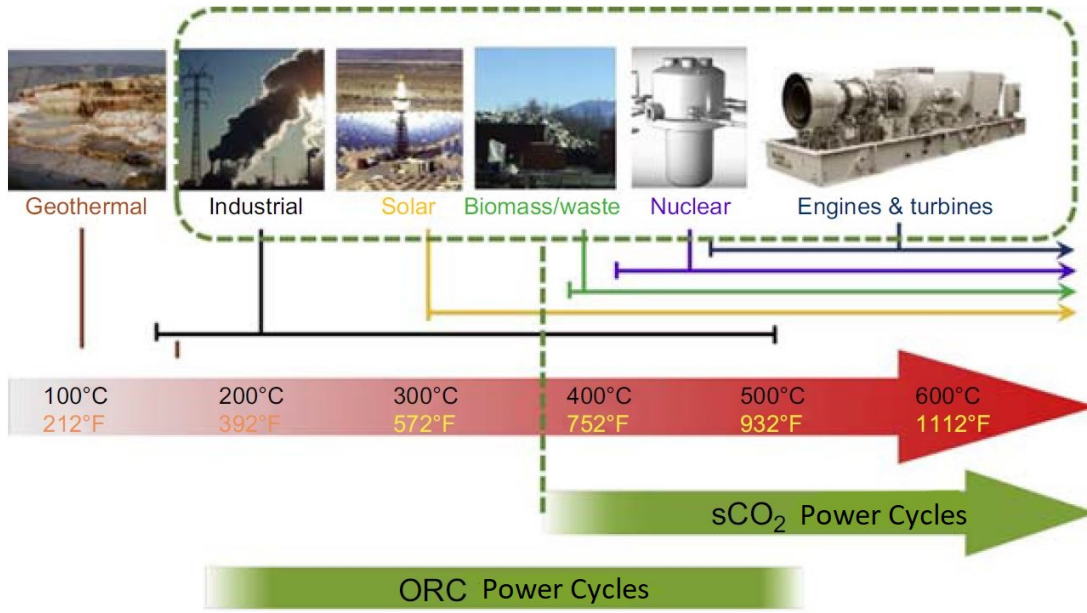 Geothermal
Industrial
Solar
Biomass/waste
Nuclear
Engines & turbines
100°C 200°C 300°C 400°C 500°C 600°C
212°F 392°F 572°F 752°F 932°F 1112°F
sCO₂ Power Cycles
ORC Power Cycles